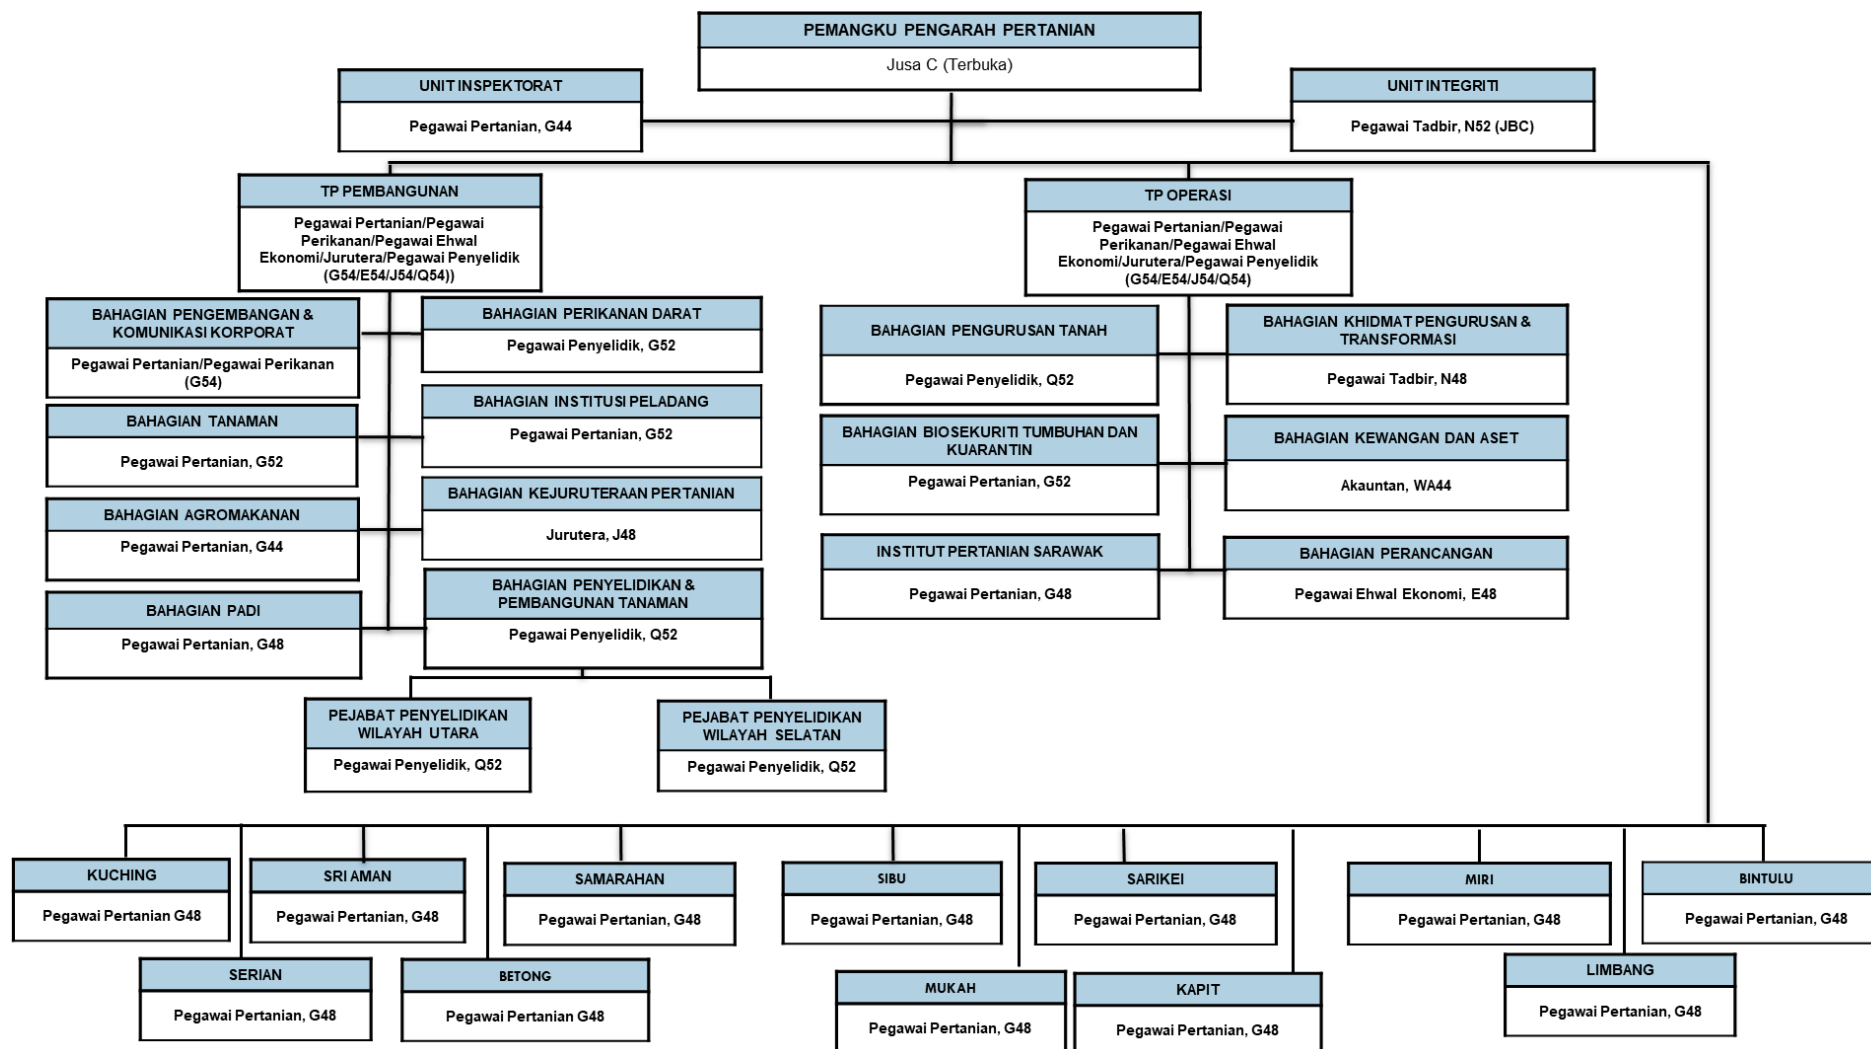 PEMANGKU PENGARAH PERTANIAN
Jusa C (Terbuka)
UNIT INSPEKTORAT
Pegawai Pertanian, G44
UNIT INTEGRITI
Pegawai Tadbir, N52 (JBC)
TP PEMBANGUNAN
Pegawai Pertanian/Pegawai
Perikanan/Pegawai Ehwal
Ekonomi/Jurutera/Pegawai Penyelidik
(G54/E54/J54/Q54))
TP OPERASI
Pegawai Pertanian/Pegawai
Perikanan/Pegawai Ehwal
Ekonomi/Jurutera/Pegawai Penyelidik
(G54/E54/J54/Q54)
BAHAGIAN PENGEMBANGAN &
KOMUNIKASI KORPORAT
Pegawai Pertanian/Pegawai Perikanan
(G54)
BAHAGIAN PERIKANAN DARAT
Pegawai Penyelidik, G52
BAHAGIAN TANAMAN
Pegawai Pertanian, G52
BAHAGIAN INSTITUSI PELADANG
Pegawai Pertanian, G52
BAHAGIAN AGROMAKANAN
Pegawai Pertanian, G44
BAHAGIAN KEJURUTERAAN PERTANIAN
Jurutera, J48
BAHAGIAN PADI
Pegawai Pertanian, G48
BAHAGIAN PENYELIDIKAN &
PEMBANGUNAN TANAMAN
Pegawai Penyelidik, Q52
PEJABAT PENYELIDIKAN
WILAYAH UTARA
Pegawai Penyelidik, Q52
PEJABAT PENYELIDIKAN
WILAYAH SELATAN
Pegawai Penyelidik, Q52
BAHAGIAN PENGURUSAN TANAH
Pegawai Penyelidik, Q52
BAHAGIAN KHIDMAT PENGURUSAN &
TRANSFORMASI
Pegawai Tadbir, N48
BAHAGIAN BIOSEKURITI TUMBUHAN DAN
KUARANTIN
Pegawai Pertanian, G52
BAHAGIAN KEWANGAN DAN ASET
Akauntan, WA44
INSTITUT PERTANIAN SARAWAK
Pegawai Pertanian, G48
BAHAGIAN PERANCANGAN
Pegawai Ehwal Ekonomi, E48
KUCHING
Pegawai Pertanian G48
SRI AMAN
Pegawai Pertanian, G48
SAMARAHAN
Pegawai Pertanian, G48
SIBU
Pegawai Pertanian, G48
SARIKEI
Pegawai Pertanian, G48
MIRI
Pegawai Pertanian, G48
BINTULU
Pegawai Pertanian, G48
SERIAN
Pegawai Pertanian, G48
BETONG
Pegawai Pertanian G48
MUKAH
Pegawai Pertanian, G48
KAPIT
Pegawai Pertanian, G48
LIMBANG
Pegawai Pertanian, G48